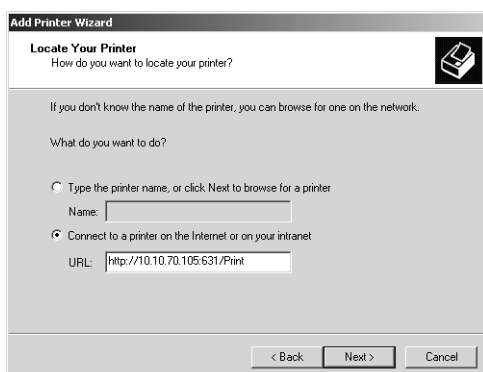 Add Printer Wizard
Locate Your Printer
How do you want to locate your printer?
If you don't know the name of the printer, you can browse for one on the network.
What do you want to do?
Type the printer name, or click Next to browse for a printer
Name:
Connect to a printer on the Internet or on your intranet
URL: http://10.10.70.105:631/Print
< Back Next > Cancel